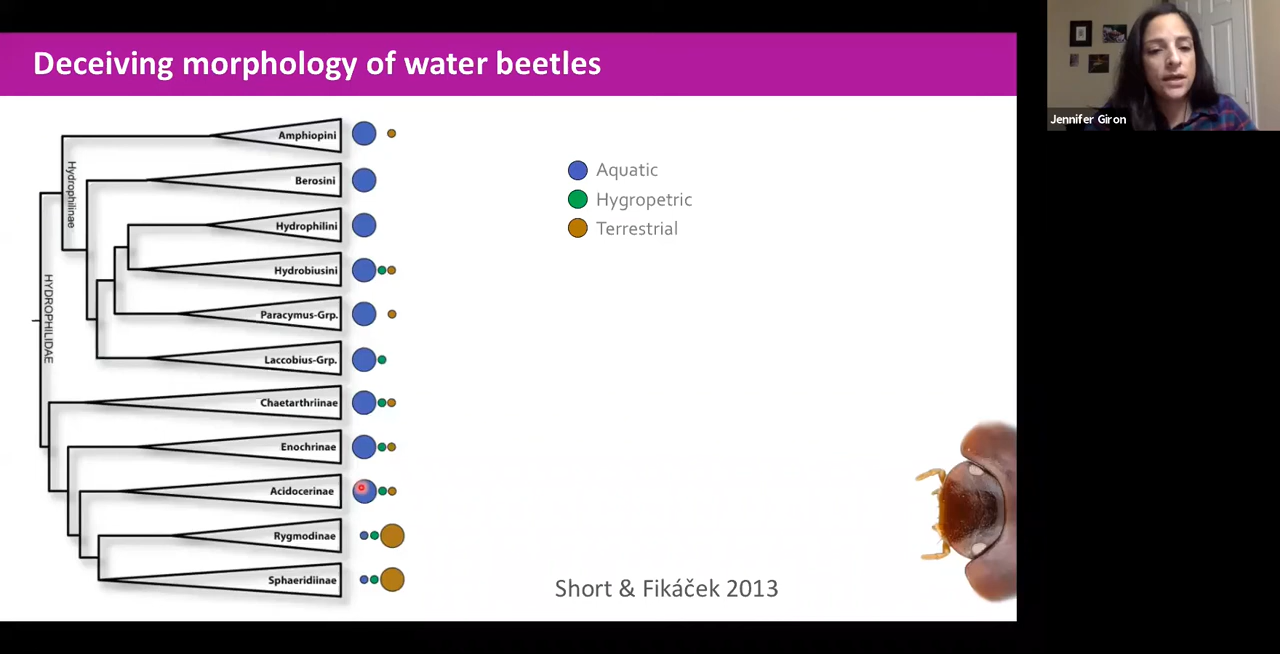 Deceiving morphology of water beetles
Jennifer Giron
Hydrophilinae
HYDROPHILIDAE
Amphiopini
Berosini
Hydrophilini
Hydrobiusini
Paracymus-Grp.
Laccobius-Grp.
Chaetarthriinae
Enochrinae
Acidocerinae
Rygmodinae
Sphaeridiinae
Aquatic
Hygropetric
Terrestrial
Short & Fikáček 2013